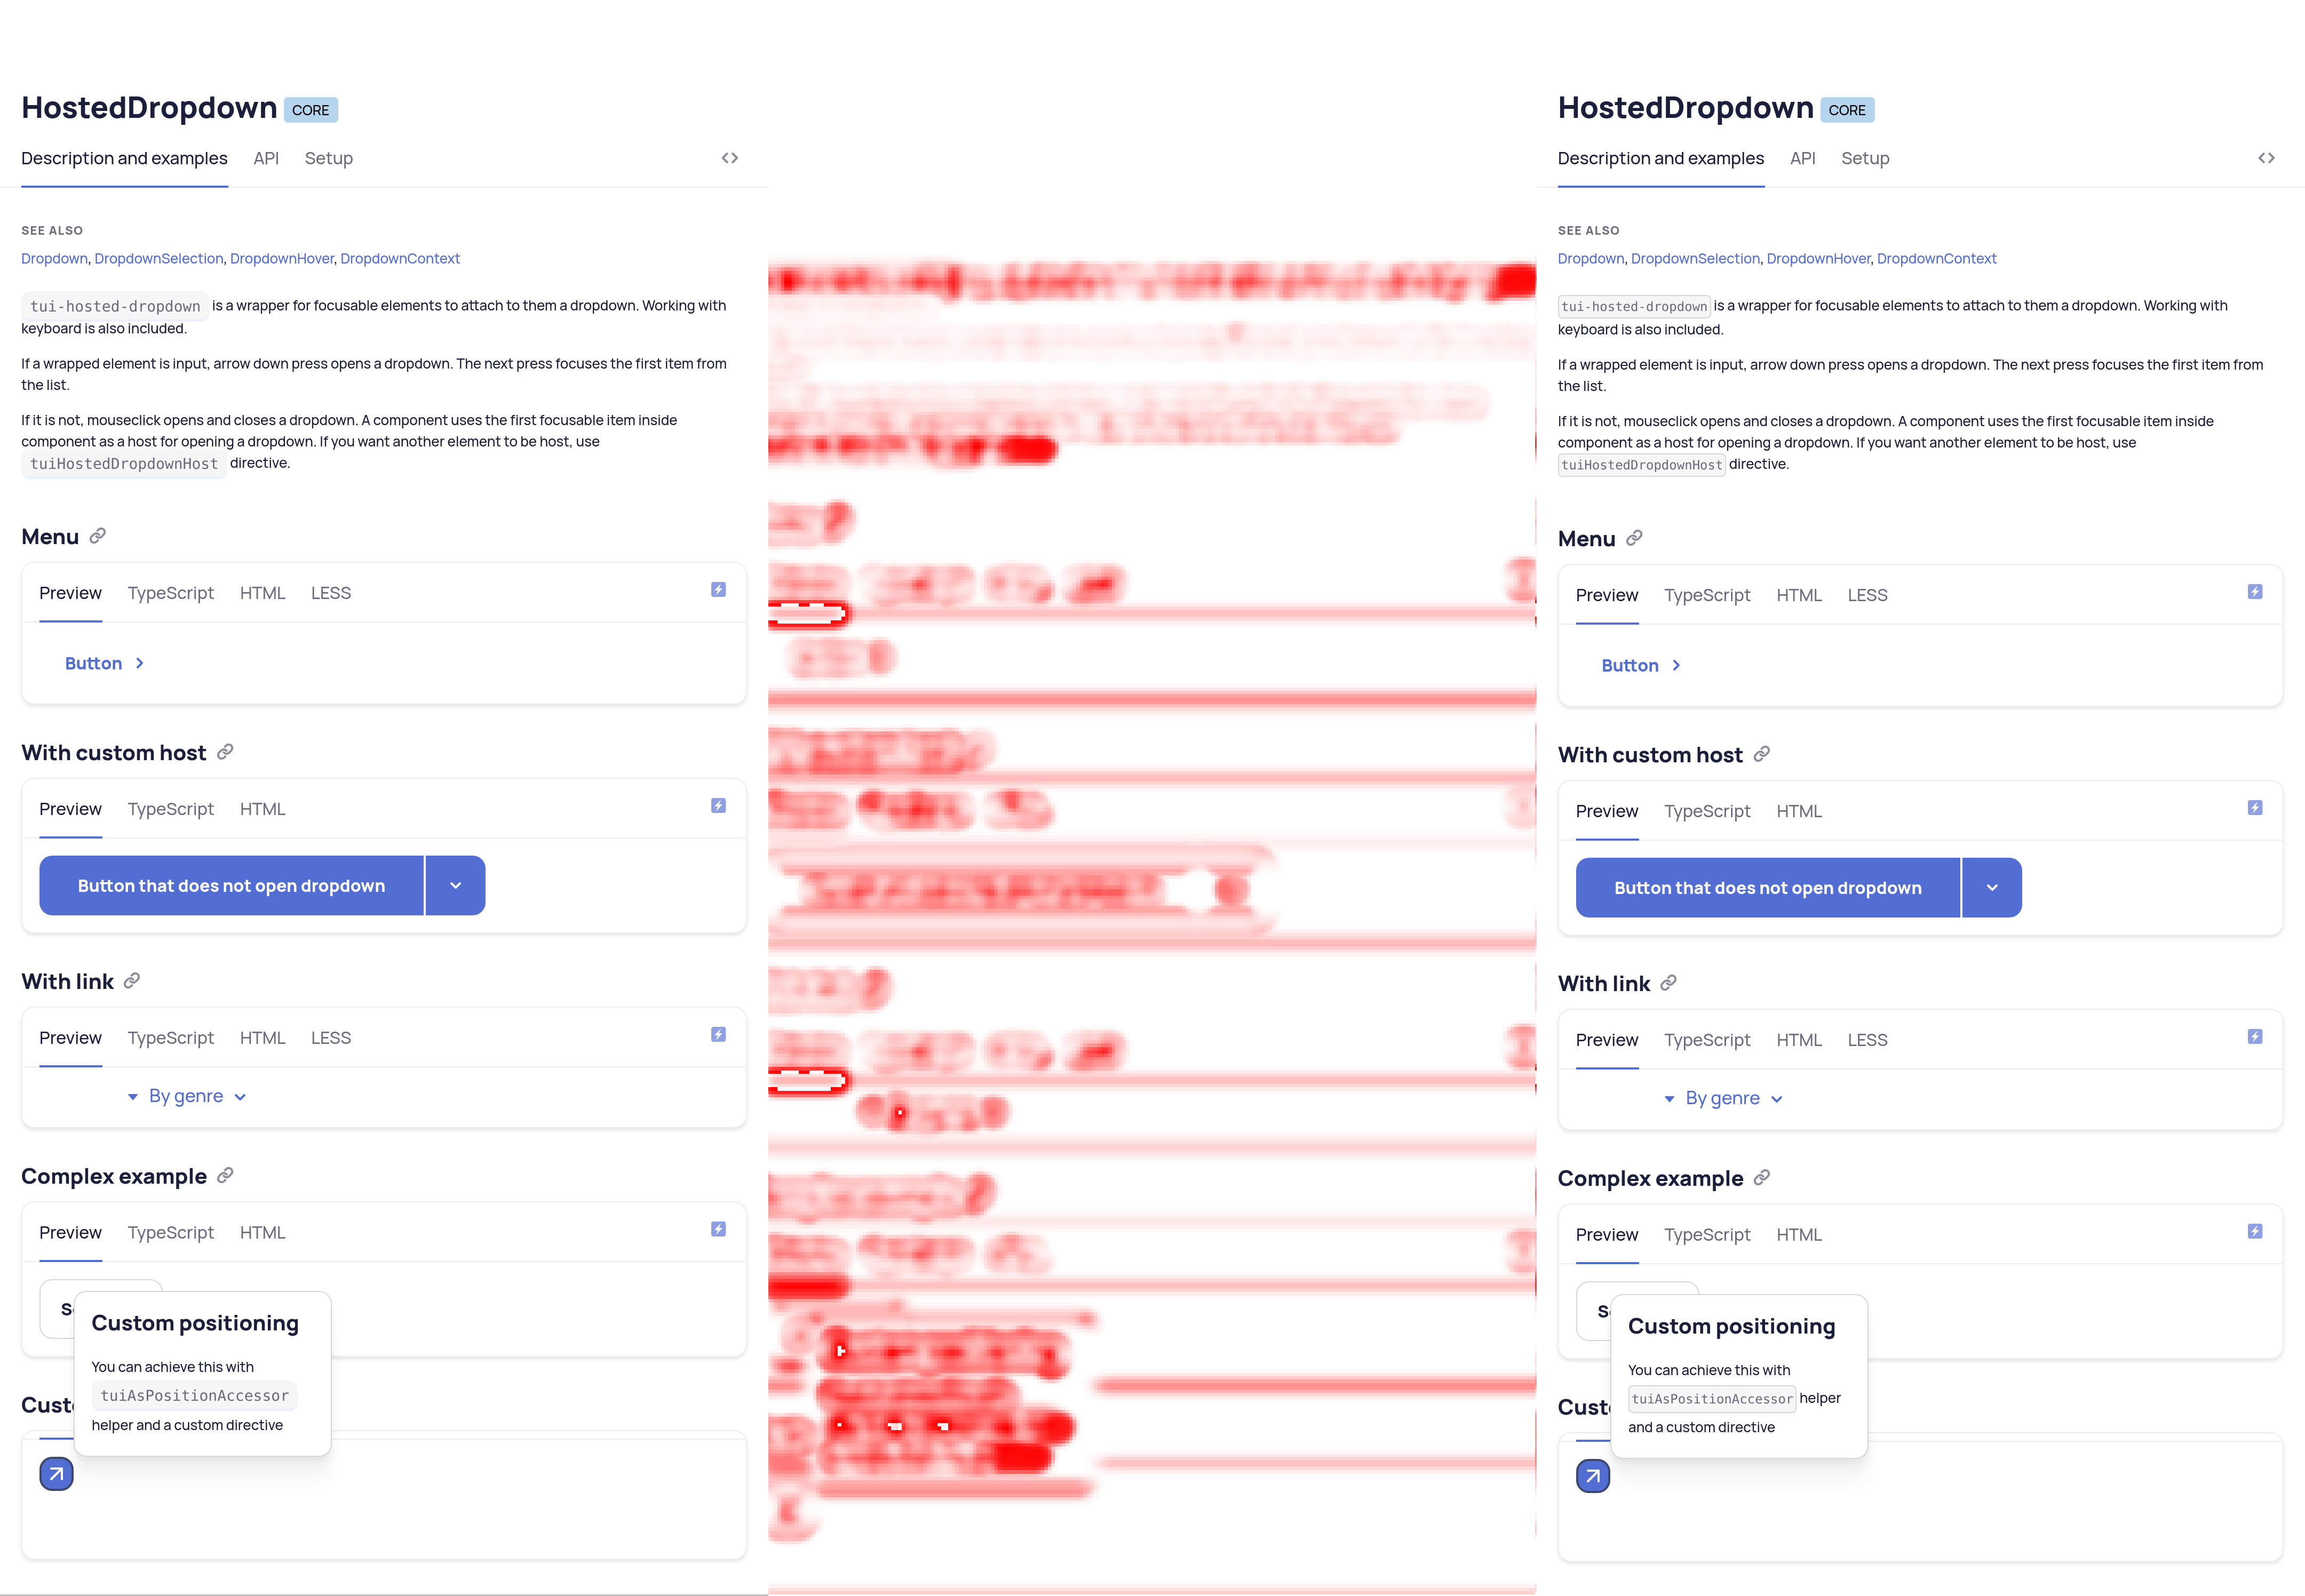 HostedDropdown CORE
Description and examples API Setup
SEE ALSO
Dropdown, DropdownSelection, DropdownHover, DropdownContext
tui-hosted-dropdown is a wrapper for focusable elements to attach to them a dropdown. Working with
keyboard is also included.
If a wrapped element is input, arrow down press opens a dropdown. The next press focuses the first item from
the list.
If it is not, mouseclick opens and closes a dropdown. A component uses the first focusable item inside
component as a host for opening a dropdown. If you want another element to be host, use
tuiHostedDropdownHost directive.
Menu
Preview TypeScript HTML LESS
Button
With custom host
Preview TypeScript HTML
Button that does not open dropdown
With link
Preview TypeScript HTML LESS
By genre
Complex example
Preview TypeScript HTML
Custom positioning
You can achieve this with
tuiAsPositionAccessor
helper and a custom directive
Cust
HostedDropdown CORE
Description and examples API Setup
SEE ALSO
Dropdown, DropdownSelection, DropdownHover, DropdownContext
tui-hosted-dropdown is a wrapper for focusable elements to attach to them a dropdown. Working with
keyboard is also included.
If a wrapped element is input, arrow down press opens a dropdown. The next press focuses the first item from
the list.
If it is not, mouseclick opens and closes a dropdown. A component uses the first focusable item inside
component as a host for opening a dropdown. If you want another element to be host, use
tuiHostedDropdownHost directive.
Menu
Preview TypeScript HTML LESS
Button
With custom host
Preview TypeScript HTML
Button that does not open dropdown
With link
Preview TypeScript HTML LESS
By genre
Complex example
Preview TypeScript HTML
Custom positioning
You can achieve this with
tuiAsPositionAccessor helper
and a custom directive
Cust